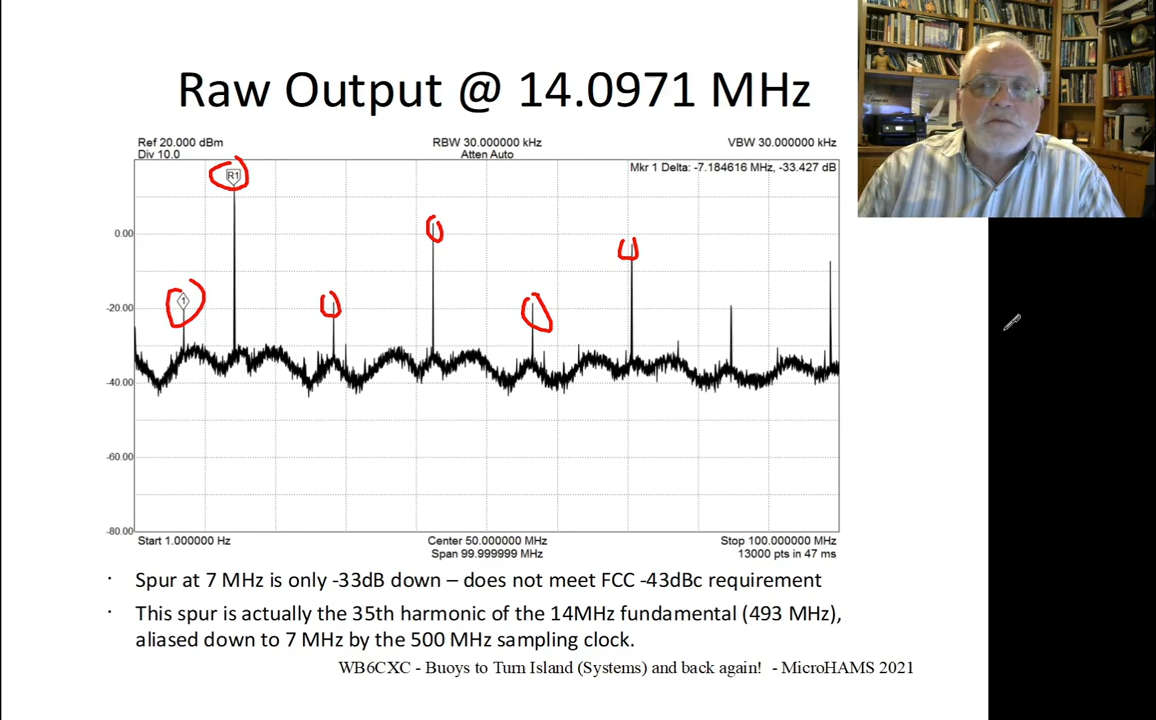 Raw Output @ 14.0971 MHz
Ref 20.000 dBm
Div 10.0
RBW 30.000000 kHz
Atten Auto
VBW 30.000000 kHz
Mkr 1 Delta: -7.184616 MHz, -33.427 dB
R1
1
0.00
-20.00
-40.00
-60.00
-80.00
Start 1.000000 Hz
Center 50.000000 MHz
Span 99.999999 MHz
Stop 100.000000 MHz
13000 pts in 47 ms
· Spur at 7 MHz is only -33dB down – does not meet FCC -43dBc requirement
· This spur is actually the 35th harmonic of the 14MHz fundamental (493 MHz),
aliased down to 7 MHz by the 500 MHz sampling clock.
WB6CXC - Buoys to Turn Island (Systems) and back again! - MicroHAMS 2021